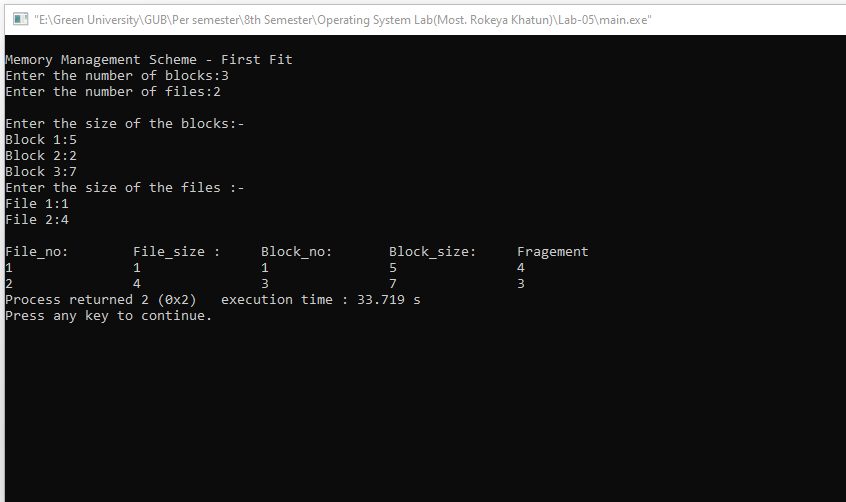 "E:\Green University\GUB\Per semester\8th Semester\Operating System Lab(Most. Rokeya Khatun)\Lab-05\main.exe"
Memory Management Scheme - First Fit
Enter the number of blocks:3
Enter the number of files:2
Enter the size of the blocks:-
Block 1:5
Block 2:2
Block 3:7
Enter the size of the files :-
File 1:1
File 2:4
File_no: File_size : Block_no: Block_size: Fragement
1 1 1 5 4
2 4 3 7 3
Process returned 2 (0x2) execution time : 33.719 s
Press any key to continue.